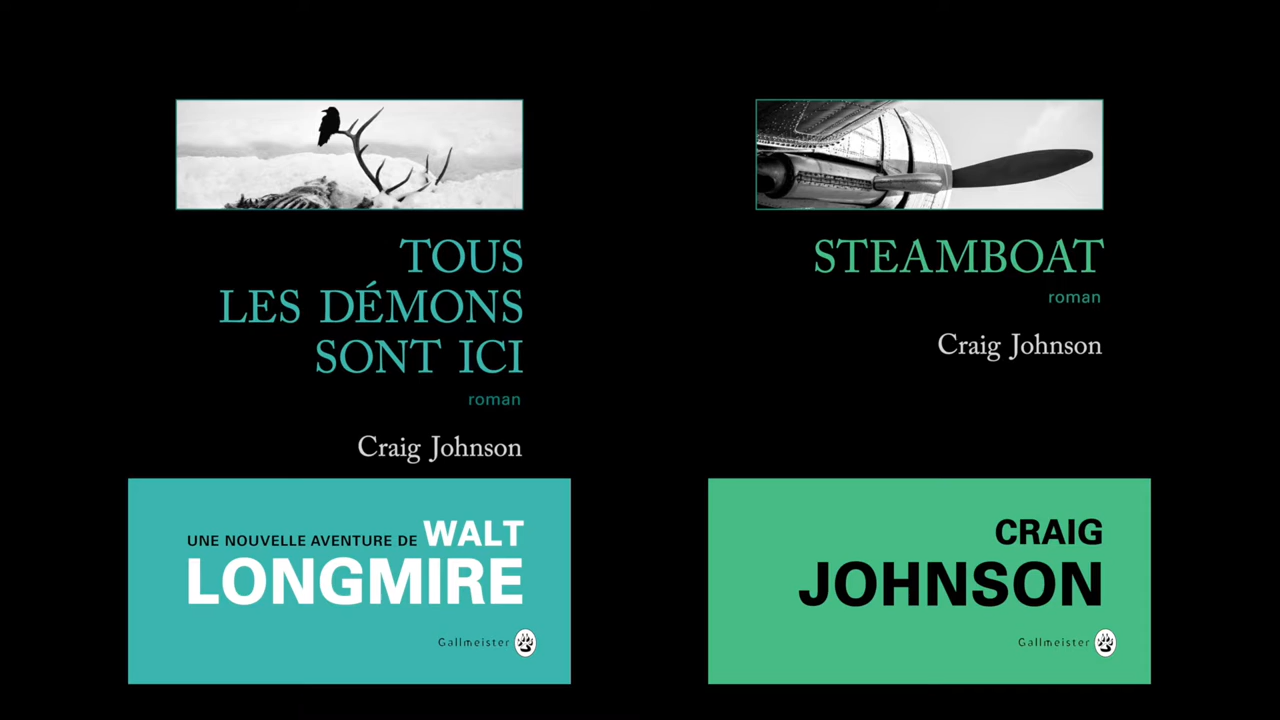 TOUS
LES DÉMONS
SONT ICI
roman
Craig Johnson
UNE NOUVELLE AVENTURE DE WALT
LONGMIRE
Gallmeister
STEAMBOAT
roman
Craig Johnson
CRAIG
JOHNSON
Gallmeister